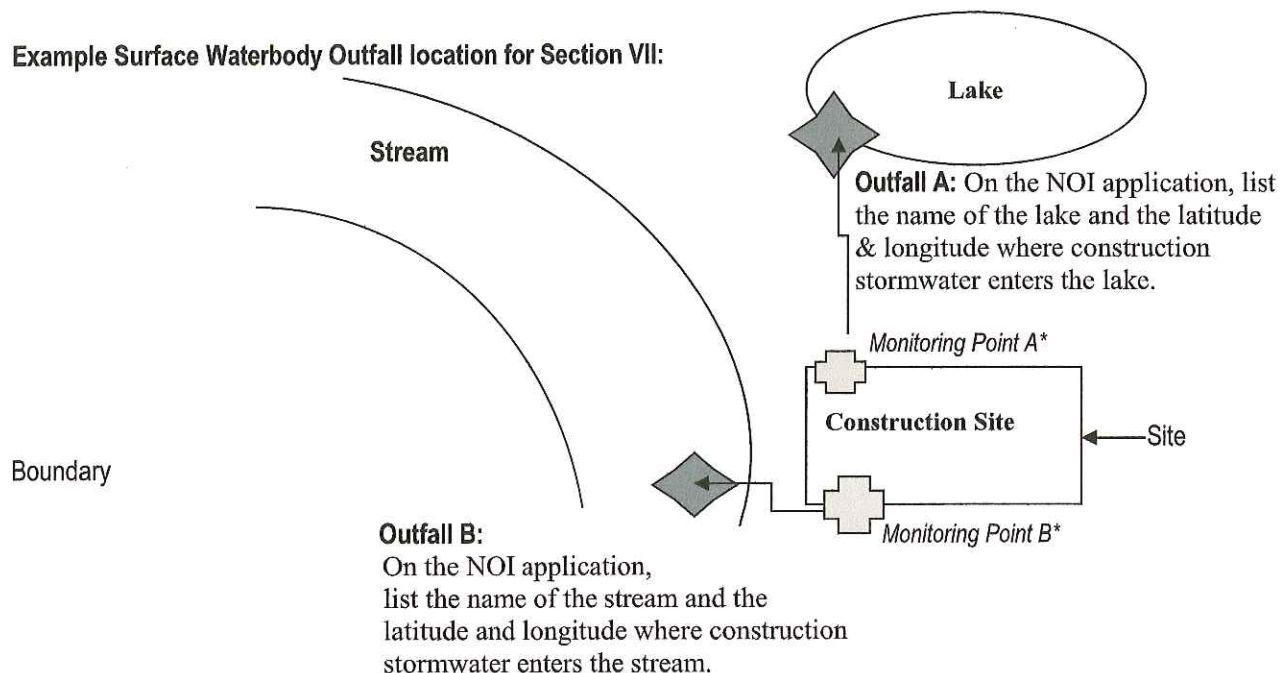 Example Surface Waterbody Outfall location for Section VII:
Lake
Stream
Outfall A: On the NOI application, list
the name of the lake and the latitude
& longitude where construction
stormwater enters the lake.
Monitoring Point A*
Construction Site
Site
Boundary
Monitoring Point B*
Outfall B:
On the NOI application,
list the name of the stream and the
latitude and longitude where construction
stormwater enters the stream.